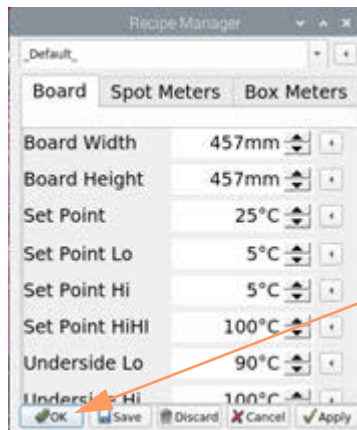 Recipe Manager
_Default_
Board Spot Meters Box Meters
Board Width 457mm
Board Height 457mm
Set Point 25°C
Set Point Lo 5°C
Set Point Hi 5°C
Set Point HiHI 100°C
Underside Lo 90°C
Underside Hi 100°C
OK Save Discard Cancel Apply